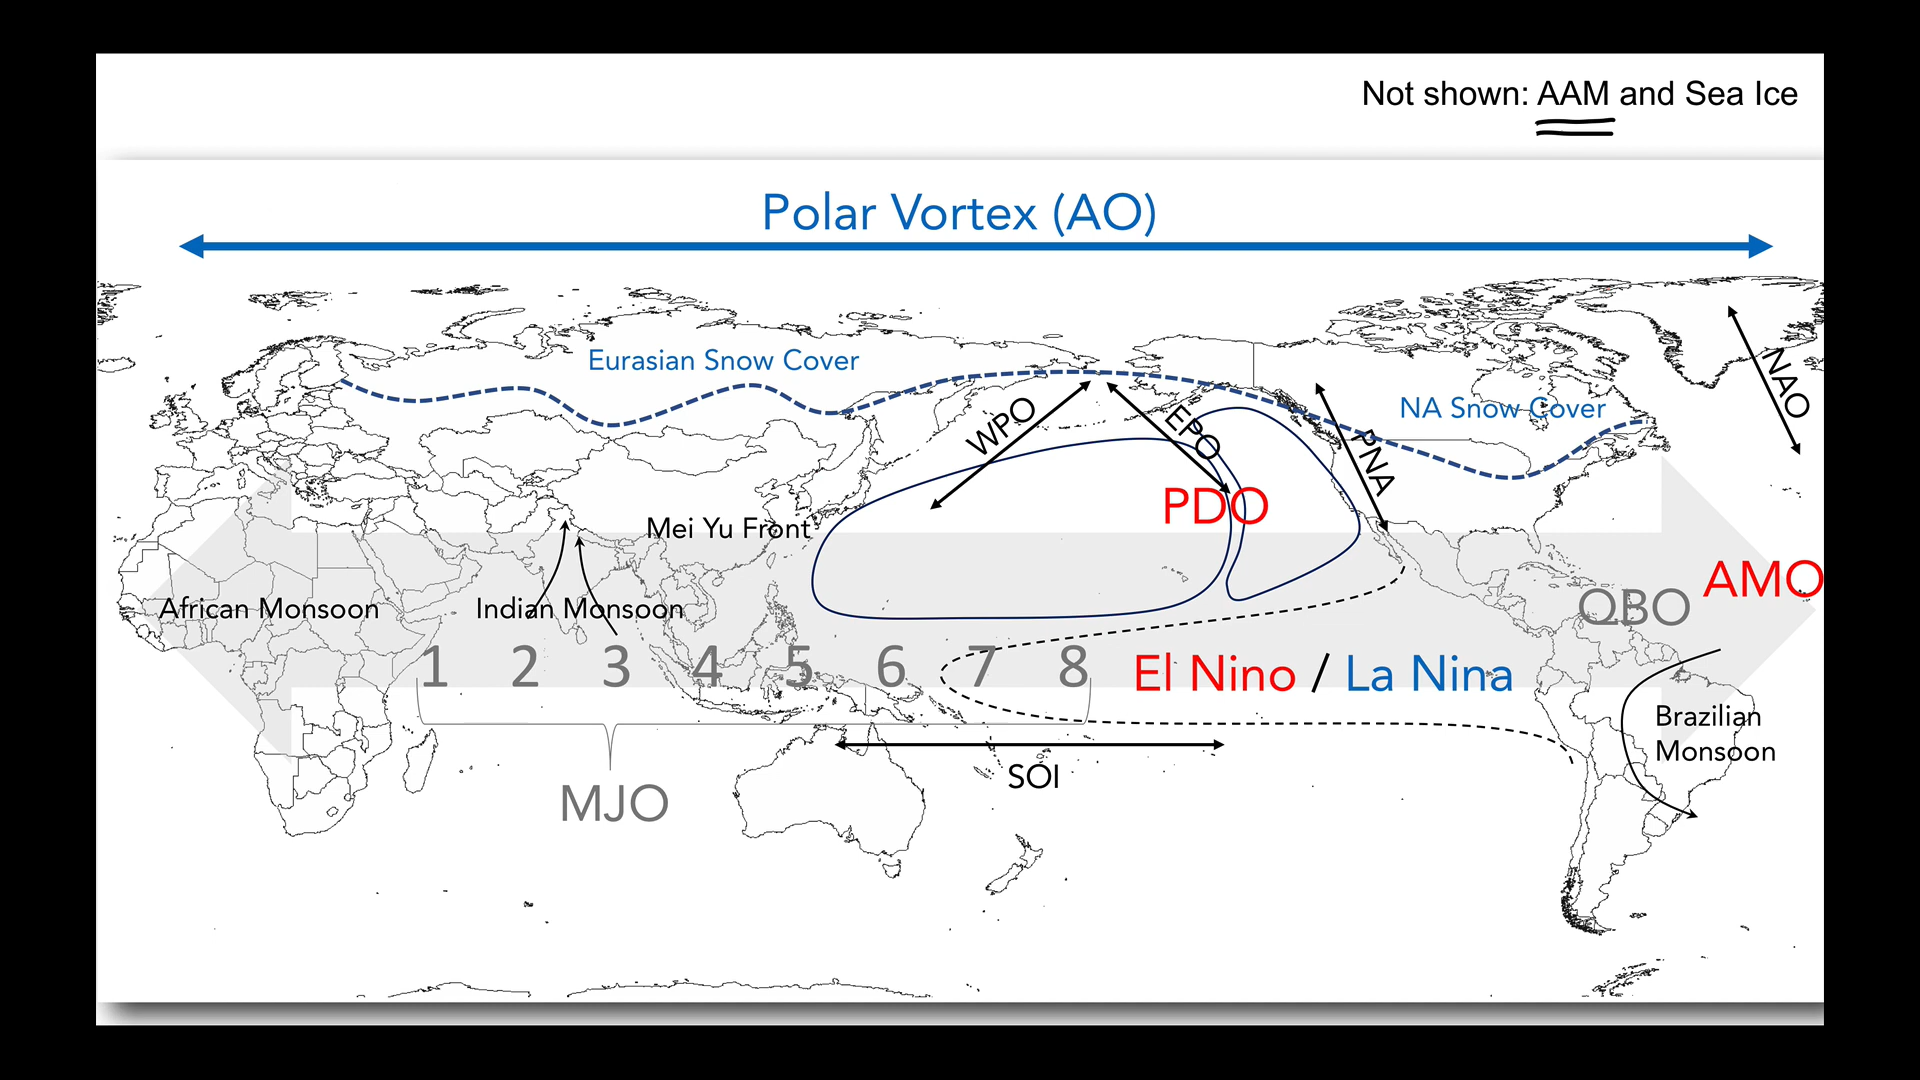 Not shown: AAM and Sea Ice
Polar Vortex (AO)
Eurasian Snow Cover
NA Snow Cover
NAO
WPO
EPO
PNA
PDO
Mei Yu Front
AMO
QBO
African Monsoon
Indian Monsoon
1 2 3 4 5 6 7 8
El Nino / La Nina
Brazilian
Monsoon
SOI
MJO